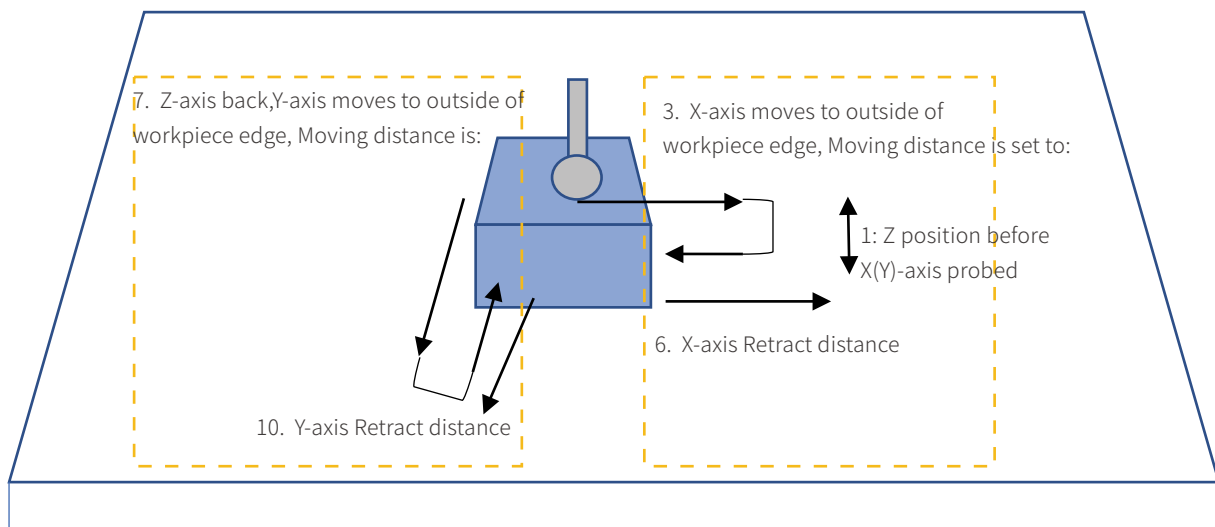 7. Z-axis back,Y-axis moves to outside of
workpiece edge, Moving distance is:
3. X-axis moves to outside of
workpiece edge, Moving distance is set to:
1: Z position before
X(Y)-axis probed
6. X-axis Retract distance
10. Y-axis Retract distance